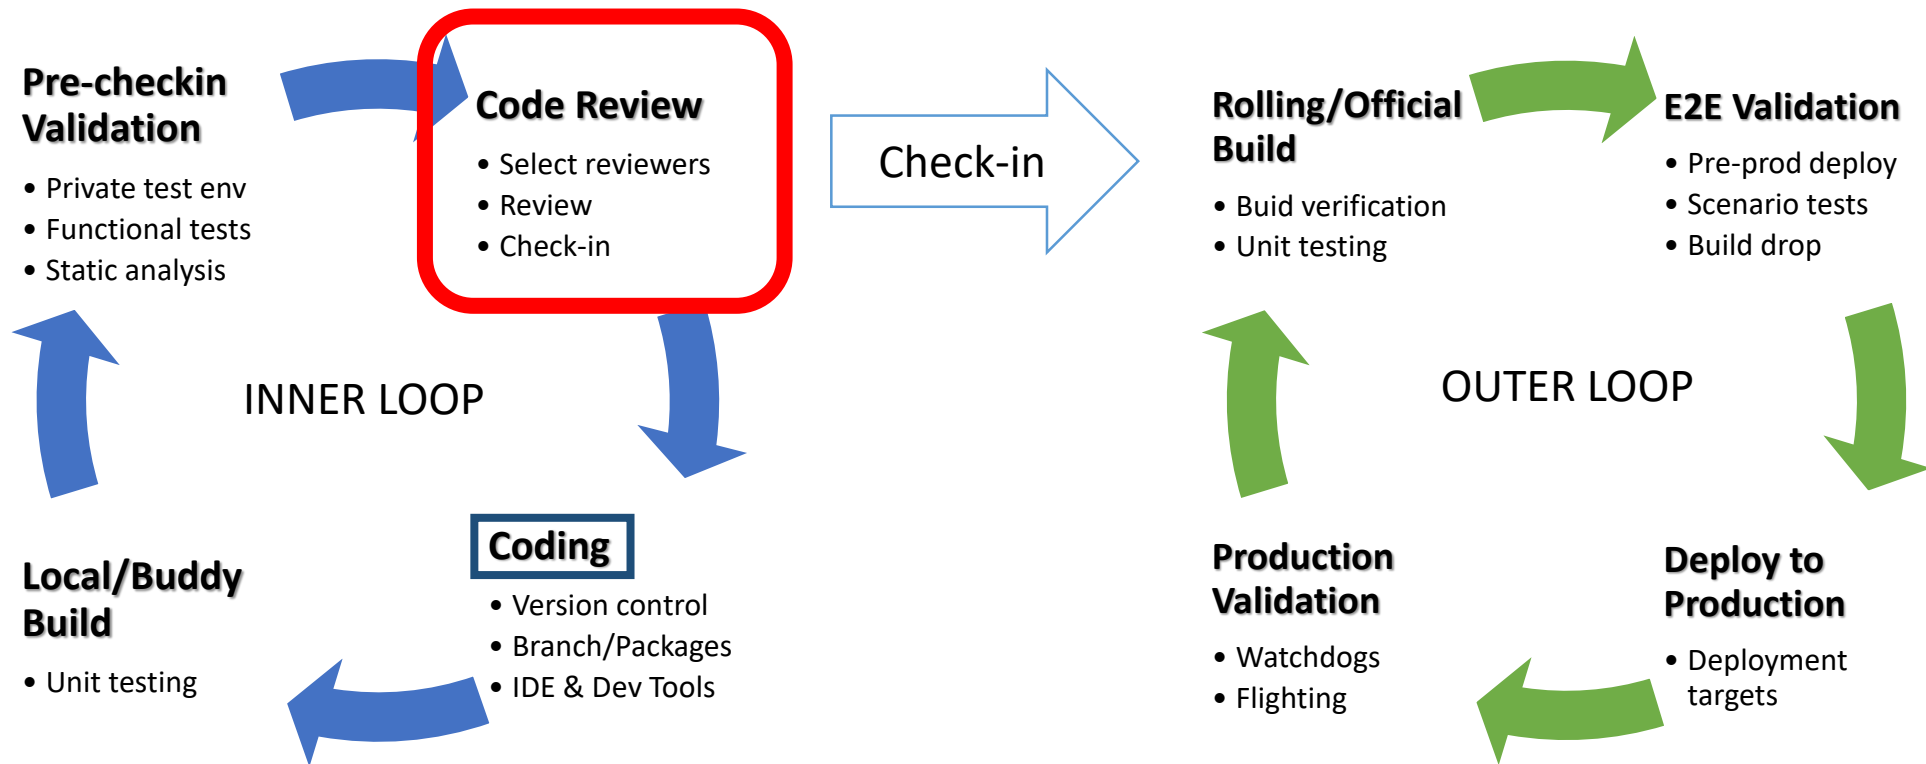 Pre-checkin
Validation
• Private test env
• Functional tests
• Static analysis
Code Review
• Select reviewers
• Review
• Check-in
INNER LOOP
Local/Buddy
Build
• Unit testing
Coding
• Version control
• Branch/Packages
• IDE & Dev Tools
Check-in
Rolling/Official
Build
• Buid verification
• Unit testing
E2E Validation
• Pre-prod deploy
• Scenario tests
• Build drop
OUTER LOOP
Production
Validation
• Watchdogs
• Flighting
Deploy to
Production
• Deployment
targets